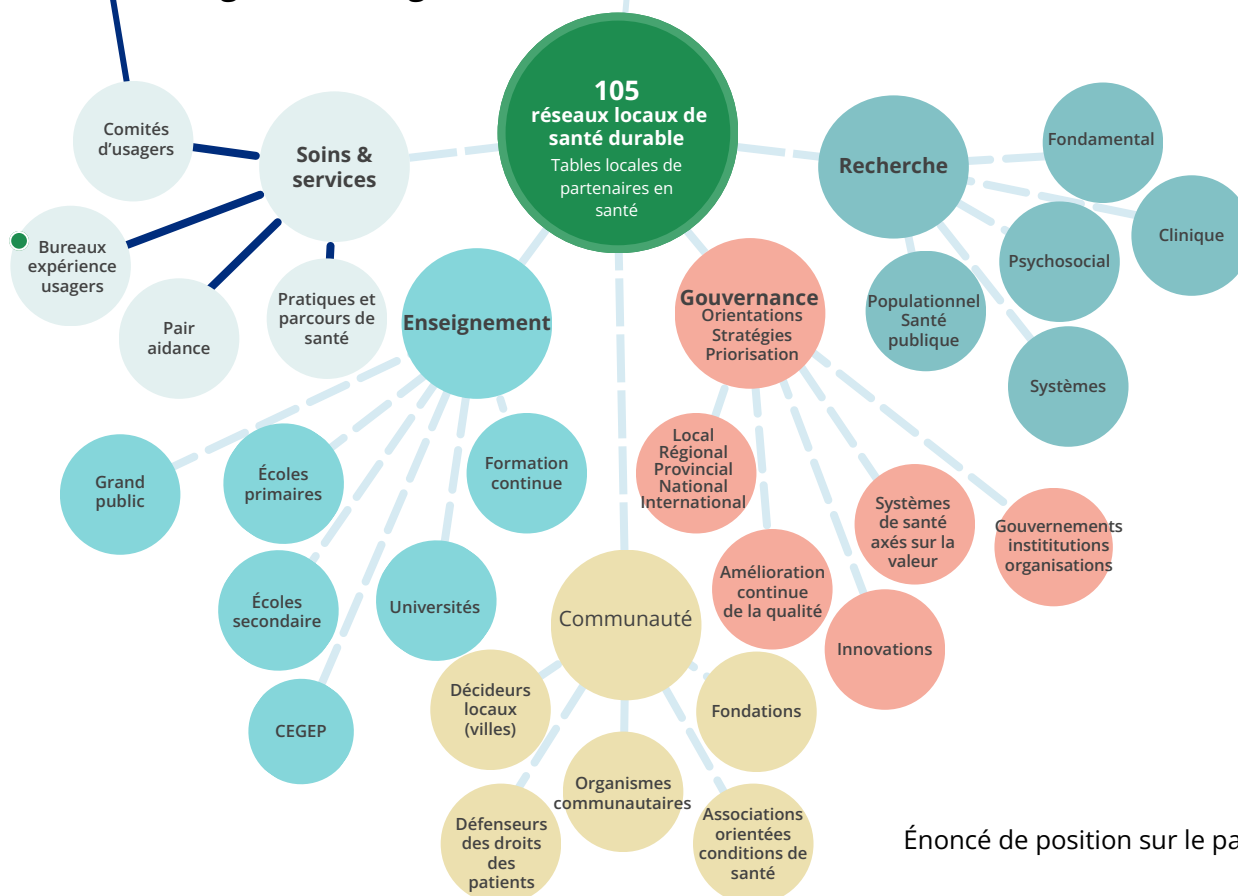 105
réseaux locaux de
santé durable
Tables locales de
partenaires en
santé
Comités
d'usagers
Soins &
services
Bureaux
expérience
usagers
Pair
aidance
Pratiques et
parcours de
santé
Recherche
Fondamental
Clinique
Psychosocial
Populationnel
Santé
publique
Systèmes
Enseignement
Grand
public
Écoles
primaires
Formation
continue
Écoles
secondaire
Universités
CEGEP
Gouvernance
Orientations
Stratégies
Priorisation
Local
Régional
Provincial
National
International
Amélioration
continue
de la qualité
Systèmes
de santé
axés sur la
valeur
Gouvernements
instititutions
organisations
Innovations
Communauté
Décideurs
locaux
(villes)
Fondations
Organismes
communautaires
Défenseurs
des droits
des
patients
Associations
orientées
conditions de
santé
Énoncé de position sur le pa